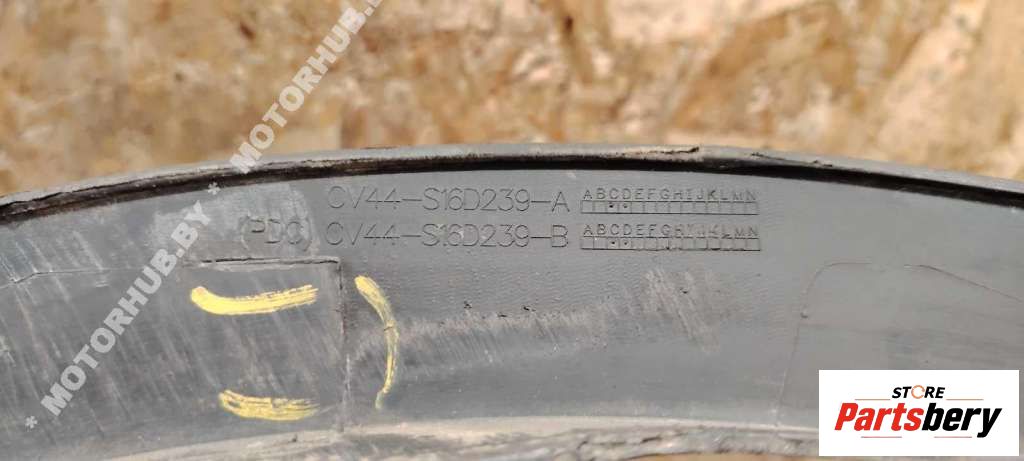 CV44-S16D239-A ABCDEFGHIJKLMN
(PDC) CV44-S16D239-B ABCDEFGHIJKLMN
* MOTORHUB.BY * MOTORHUB.BY
STORE
Partsbery